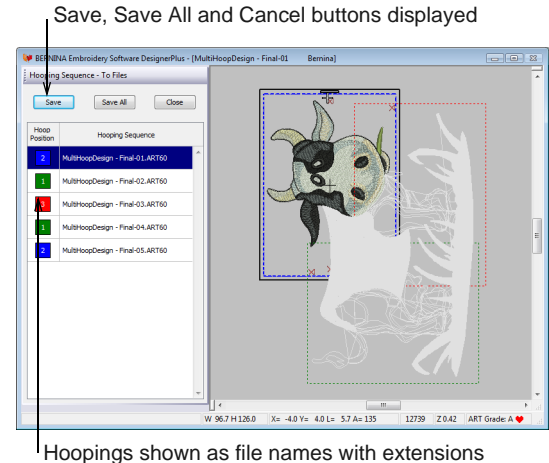 Save, Save All and Cancel buttons displayed
BERNINA Embroidery Software DesignerPlus - [MultiHoopDesign - Final-01 Bernina]
Hooping Sequence - To Files
Save Save All Close
Hoop Position Hooping Sequence
2 MultiHoopDesign - Final-01.ART60
1 MultiHoopDesign - Final-02.ART60
3 MultiHoopDesign - Final-03.ART60
1 MultiHoopDesign - Final-04.ART60
2 MultiHoopDesign - Final-05.ART60
W 96.7 H 126.0 X= -4.0 Y= 4.0 L= 5.7 A= 135 12739 Z 0.42 ART Grade: A
Hoopings shown as file names with extensions